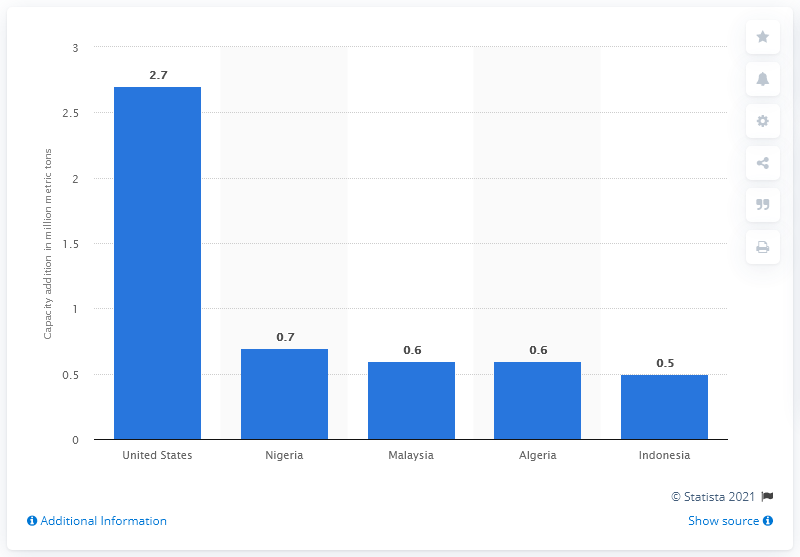 Capacity addition in million metric tons
3
2.5
2
1.5
1
0.5
0
2.7
0.7
0.6
0.6
0.5
United States
Nigeria
Malaysia
Algeria
Indonesia
© Statista 2021
Additional Information
Show source